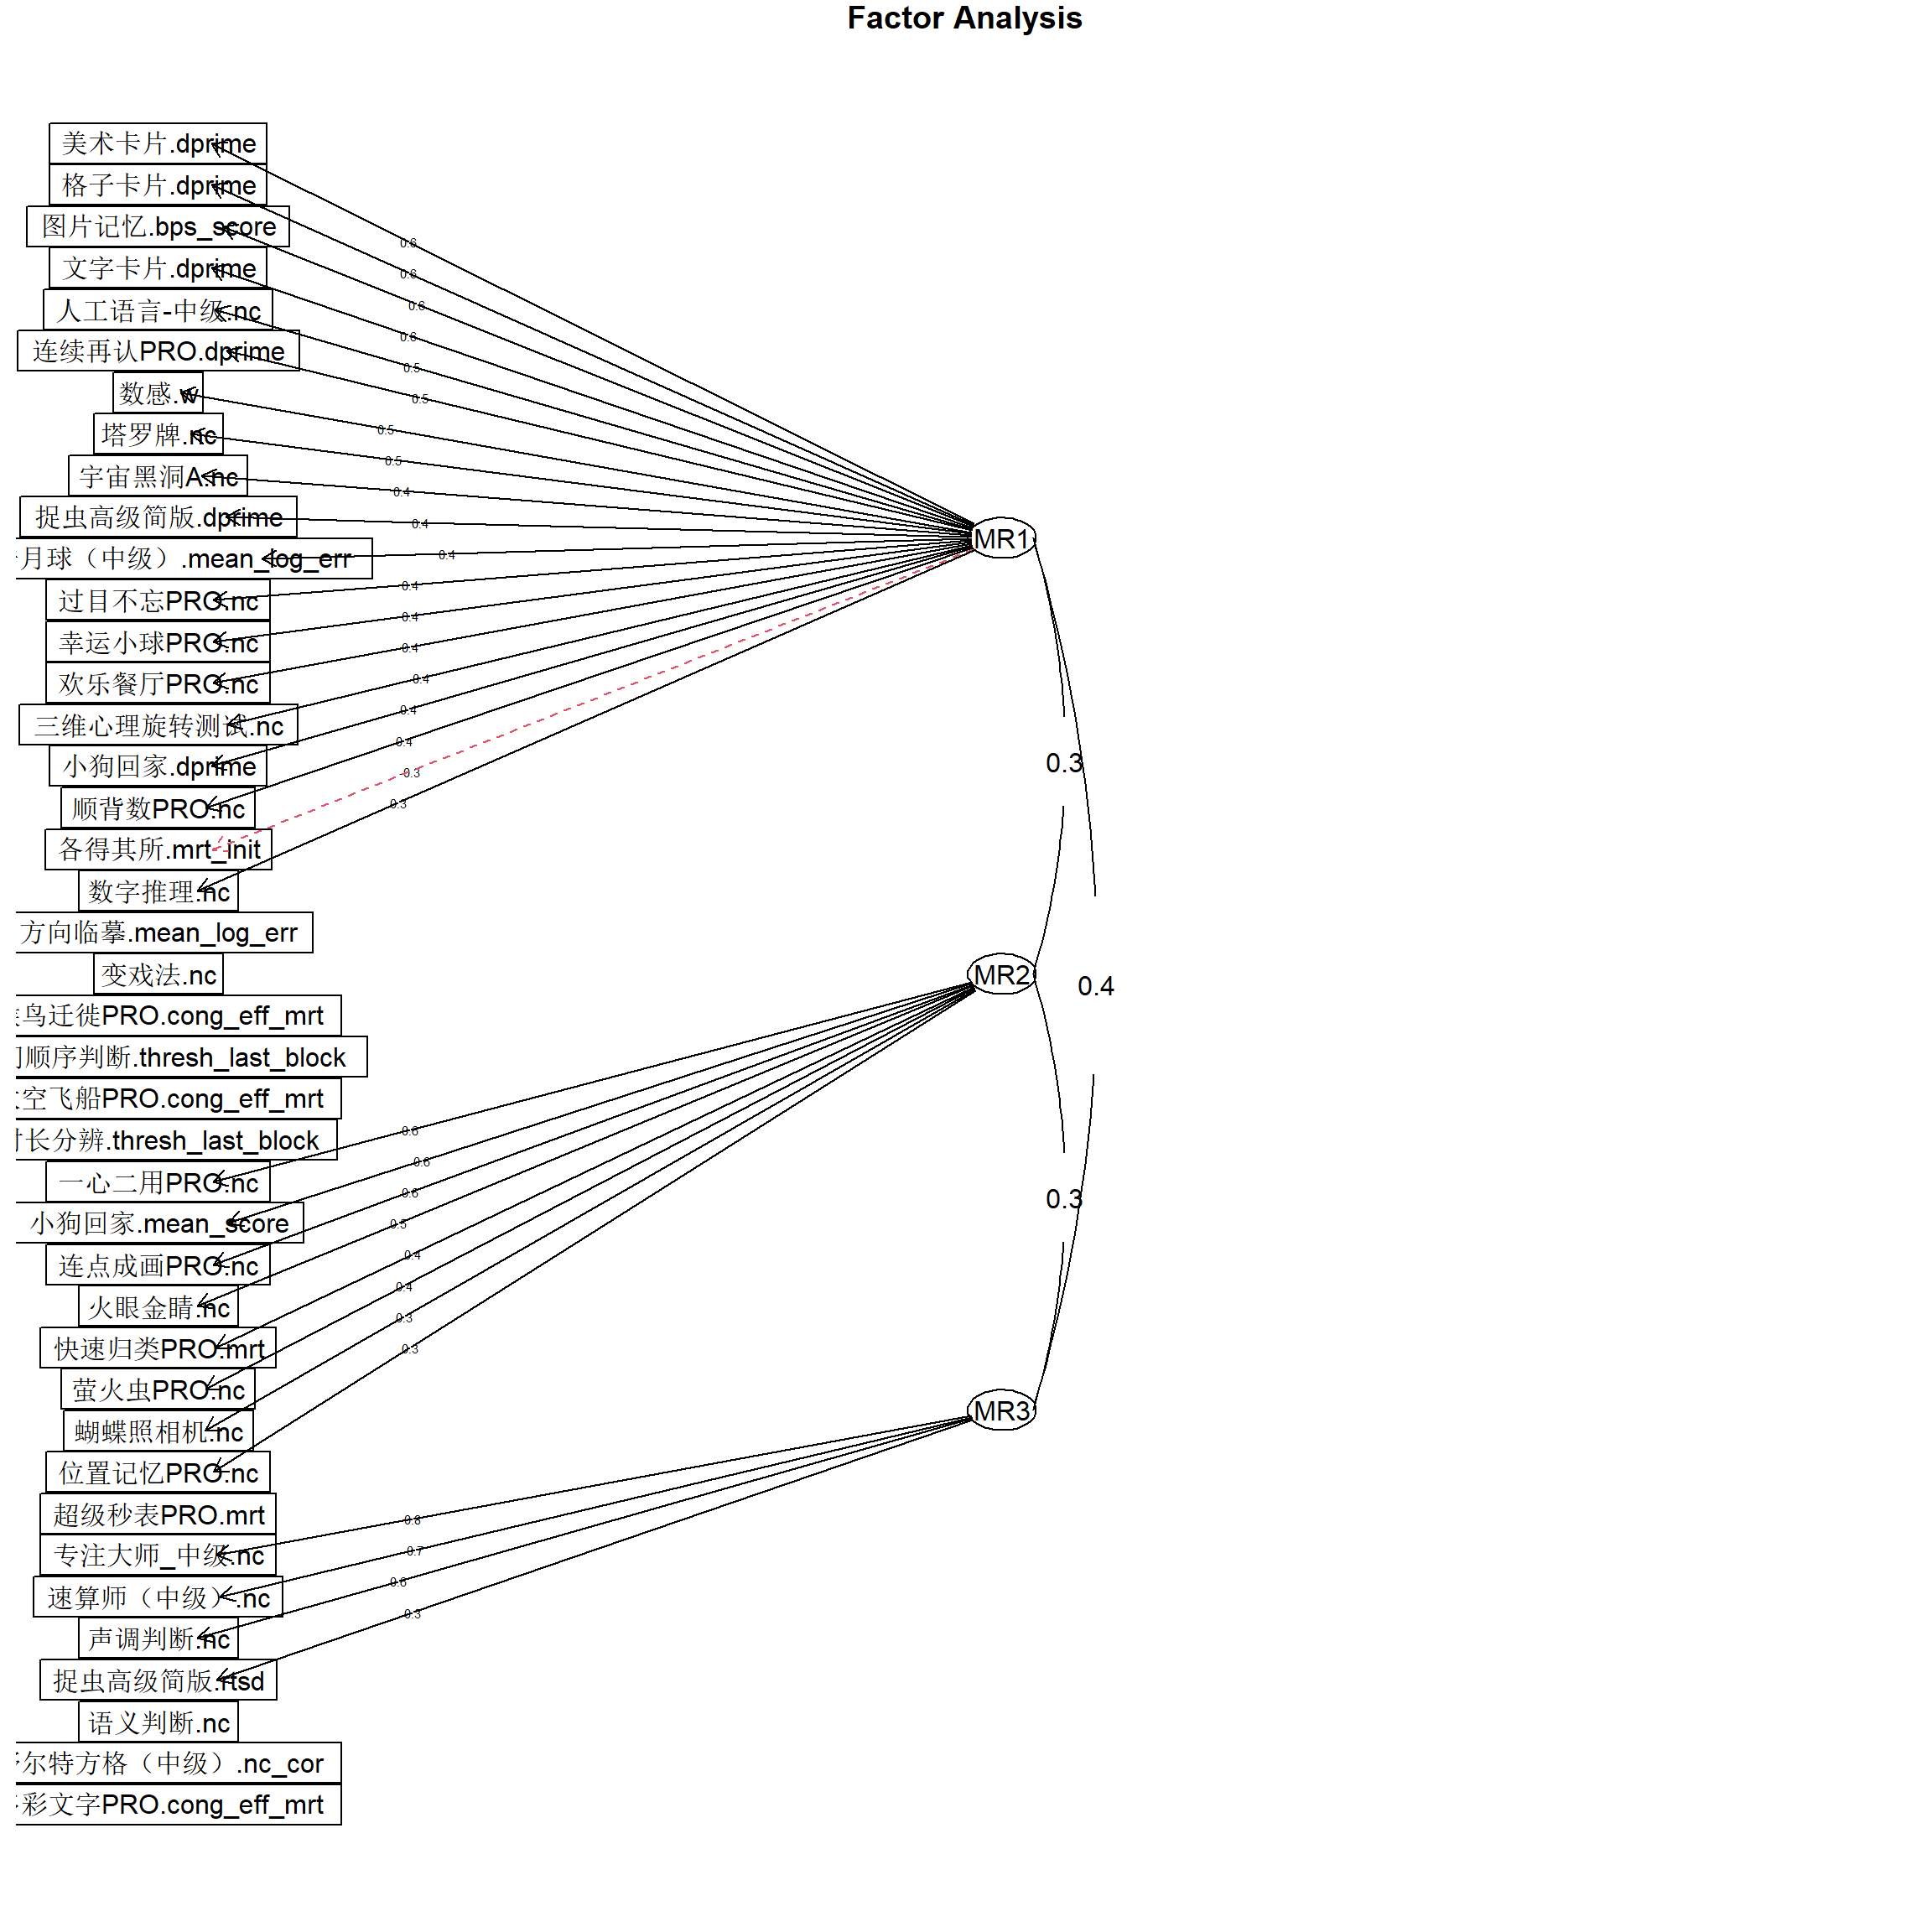 Factor Analysis
美术卡片.dprime
格子卡片.dprime
图片记忆.bps_score
文字卡片.dprime
人工语言-中级.nc
连续再认PRO.dprime
数感.w
塔罗牌.nc
宇宙黑洞A.nc
捉虫高级简版.dprime
月球（中级）.mean_log_err
过目不忘PRO.nc
幸运小球PRO.nc
欢乐餐厅PRO.nc
三维心理旋转测试.nc
小狗回家.dprime
顺背数PRO.nc
各得其所.mrt_init
数字推理.nc
方向临摹.mean_log_err
变戏法.nc
鸟迁徙PRO.cong_eff_mrt
顺序判断.thresh_last_block
空飞船PRO.cong_eff_mrt
长分辨.thresh_last_block
一心二用PRO.nc
小狗回家.mean_score
连点成画PRO.nc
火眼金睛.nc
快速归类PRO.mrt
萤火虫PRO.nc
蝴蝶照相机.nc
位置记忆PRO.nc
超级秒表PRO.mrt
专注大师_中级.nc
速算师（中级）.nc
声调判断.nc
捉虫高级简版.rtsd
语义判断.nc
尔特方格（中级）.nc_cor
彩文字PRO.cong_eff_mrt
0.6
0.6
0.6
0.6
0.5
0.5
0.5
0.5
0.4
0.4
0.4
0.4
0.4
0.4
0.4
0.4
0.4
-0.3
0.3
0.6
0.6
0.6
0.5
0.4
0.4
0.3
0.3
0.8
0.7
0.6
0.3
MR1
MR2
MR3
0.3
0.4
0.3